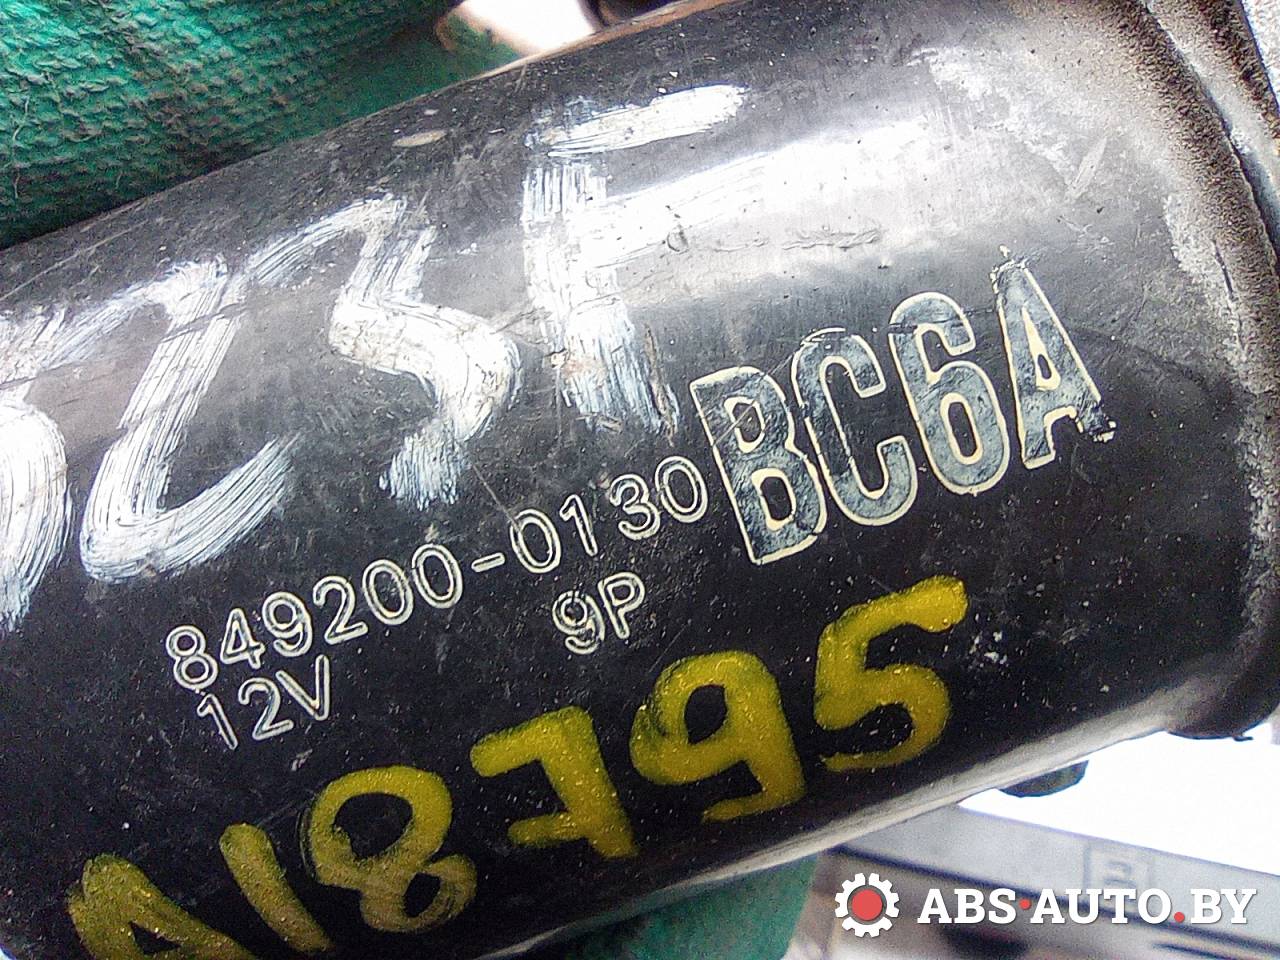 BC6A
849200-0130
12V 9P
A18795
ABS·AUTO.BY